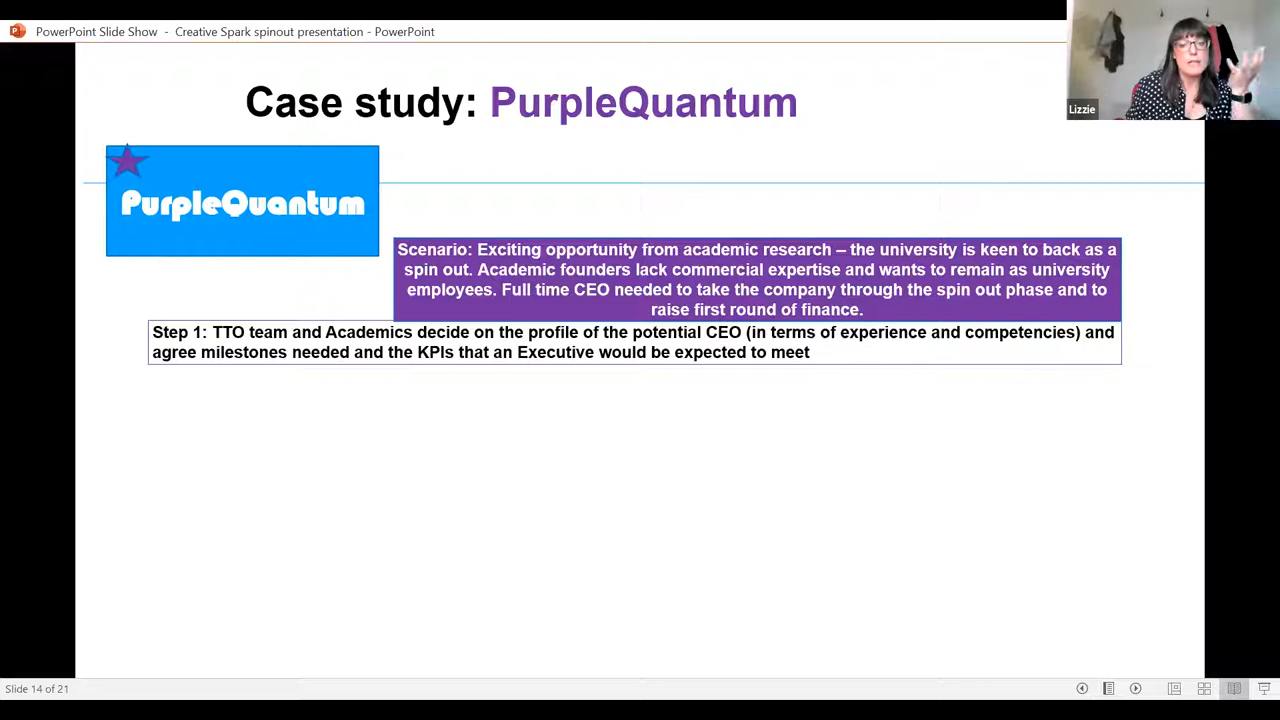 PowerPoint Slide Show - Creative Spark spinout presentation - PowerPoint
Lizzie
Case study: PurpleQuantum
PurpleQuantum
Scenario: Exciting opportunity from academic research – the university is keen to back as a
spin out. Academic founders lack commercial expertise and wants to remain as university
employees. Full time CEO needed to take the company through the spin out phase and to
raise first round of finance.
Step 1: TTO team and Academics decide on the profile of the potential CEO (in terms of experience and competencies) and
agree milestones needed and the KPIs that an Executive would be expected to meet
Slide 14 of 21